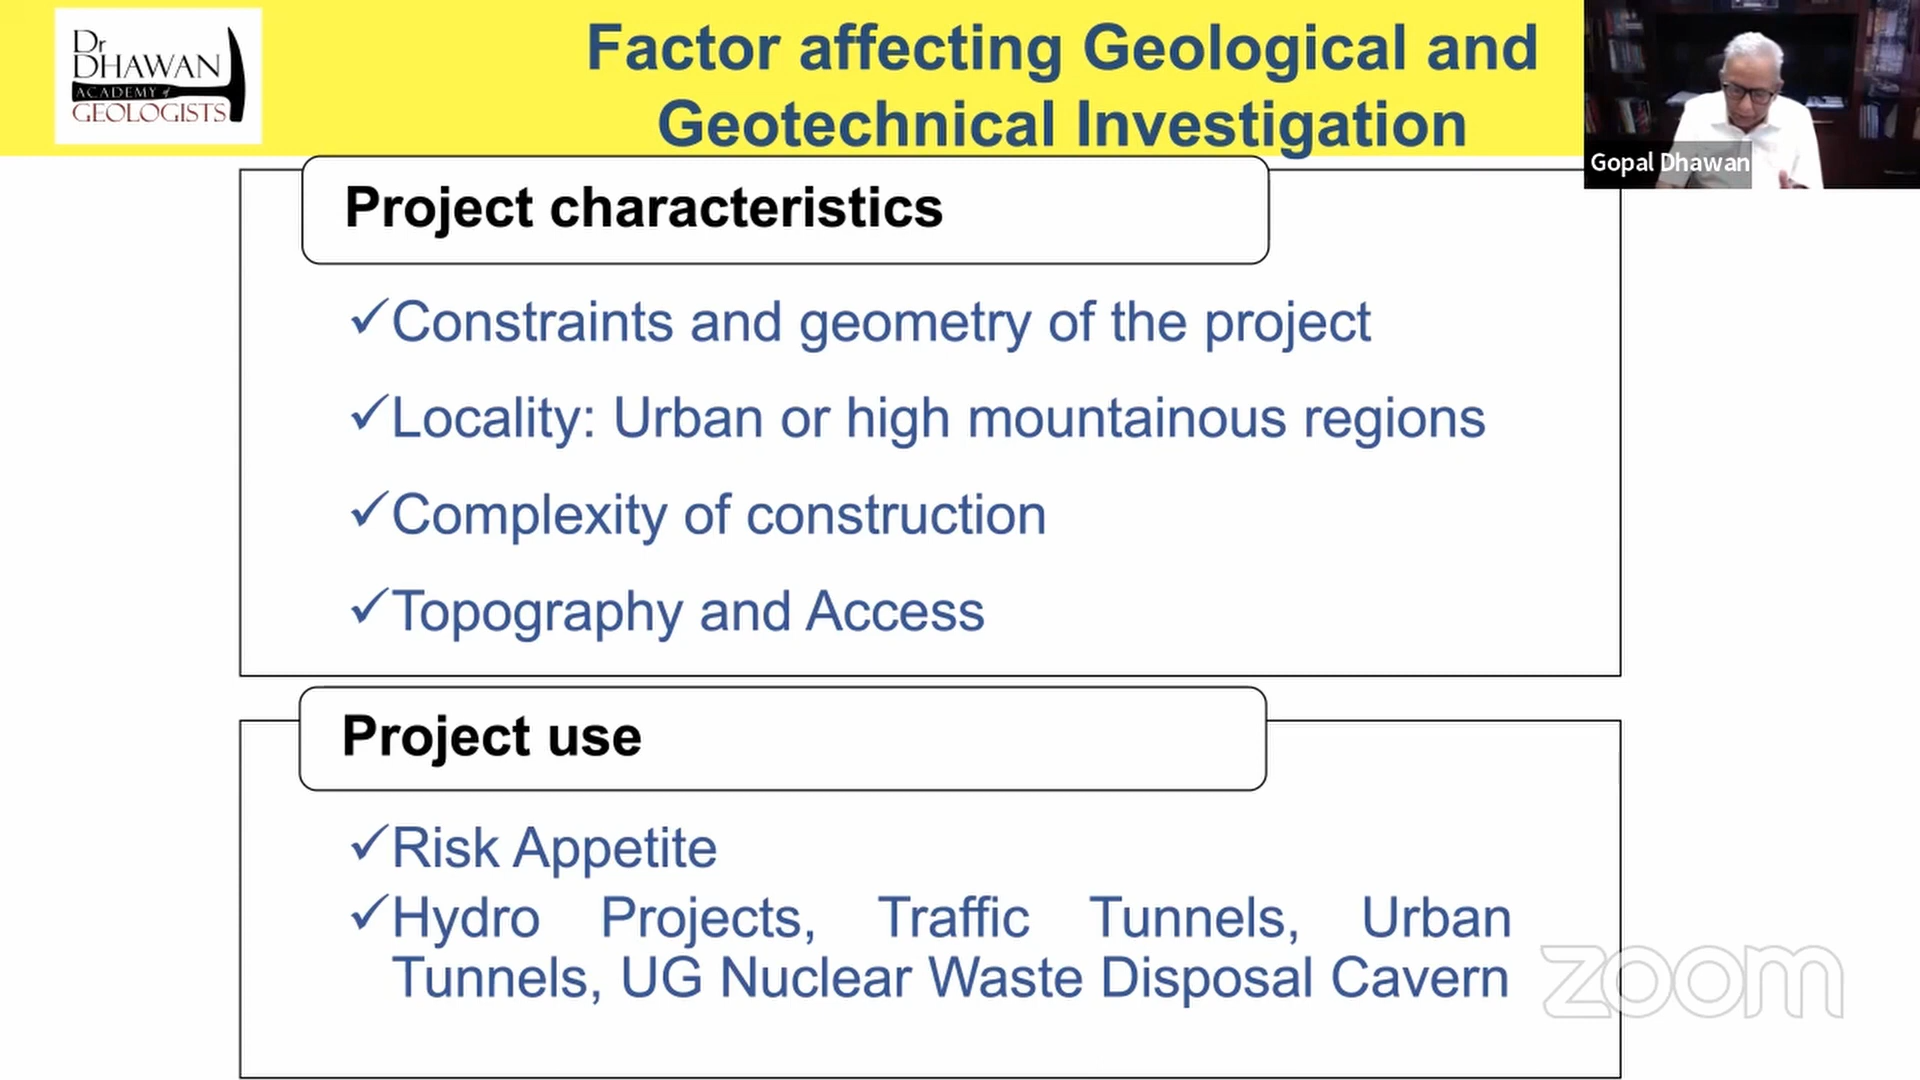 Dr
DHAWAN
ACADEMY of
GEOLOGISTS
Factor affecting Geological and
Geotechnical Investigation
Gopal Dhawan
Project characteristics
✓Constraints and geometry of the project
✓Locality: Urban or high mountainous regions
✓Complexity of construction
✓Topography and Access
Project use
✓Risk Appetite
✓Hydro Projects, Traffic Tunnels, Urban
Tunnels, UG Nuclear Waste Disposal Cavern
zoom